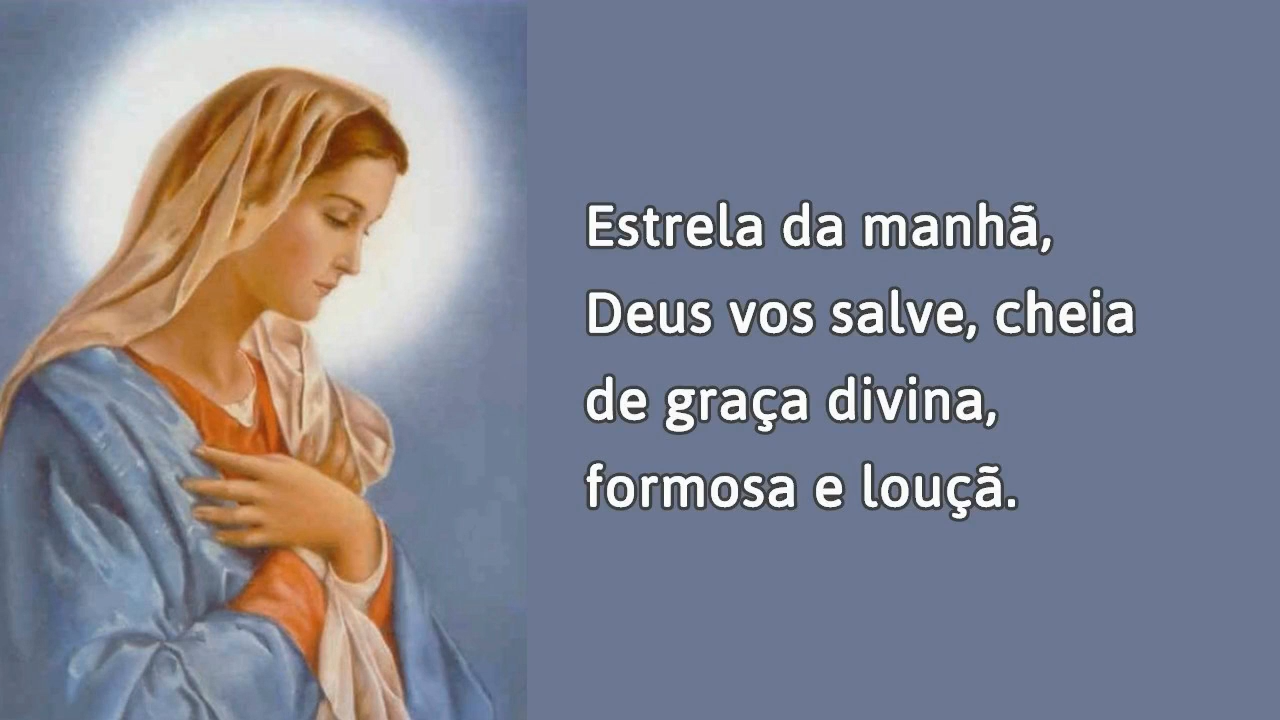 Estrela da manhã,
Deus vos salve, cheia
de graça divina,
formosa e louçã.